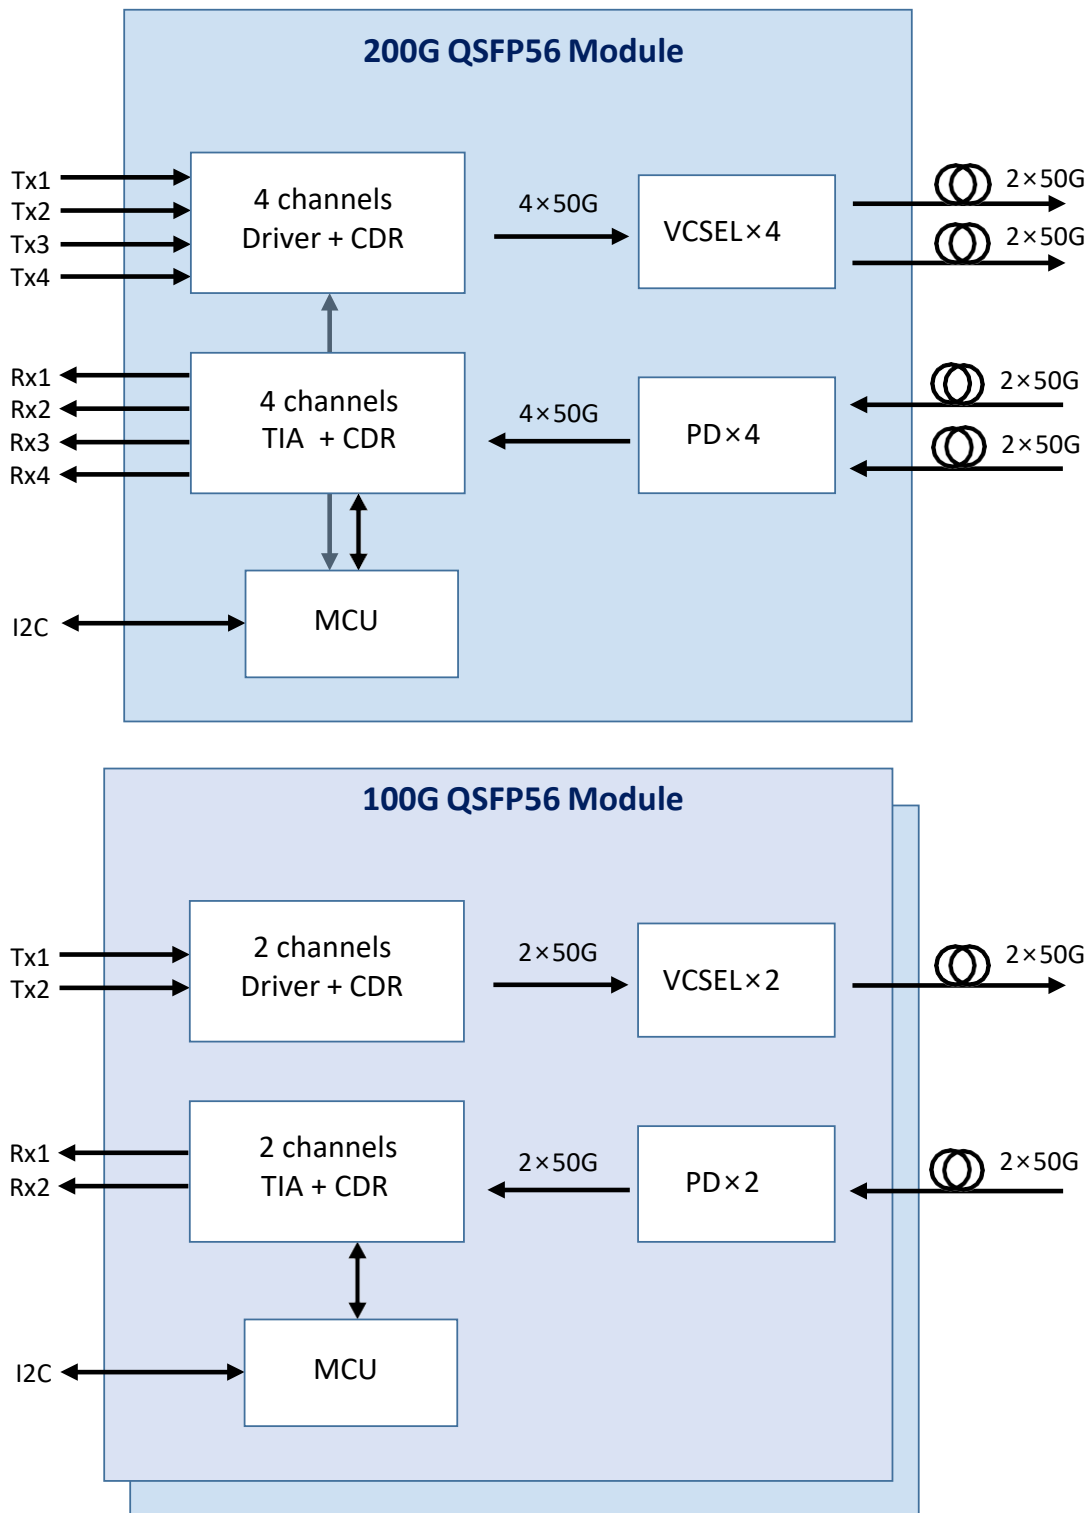 200G QSFP56 Module
Tx1
Tx2
Tx3
Tx4
4 channels
Driver + CDR
4×50G
VCSEL×4
2×50G
2×50G
Rx1
Rx2
Rx3
Rx4
4 channels
TIA + CDR
4×50G
PD×4
2×50G
2×50G
I2C
MCU
100G QSFP56 Module
Tx1
Tx2
2 channels
Driver + CDR
2×50G
VCSEL×2
2×50G
Rx1
Rx2
2 channels
TIA + CDR
2×50G
PD×2
2×50G
I2C
MCU